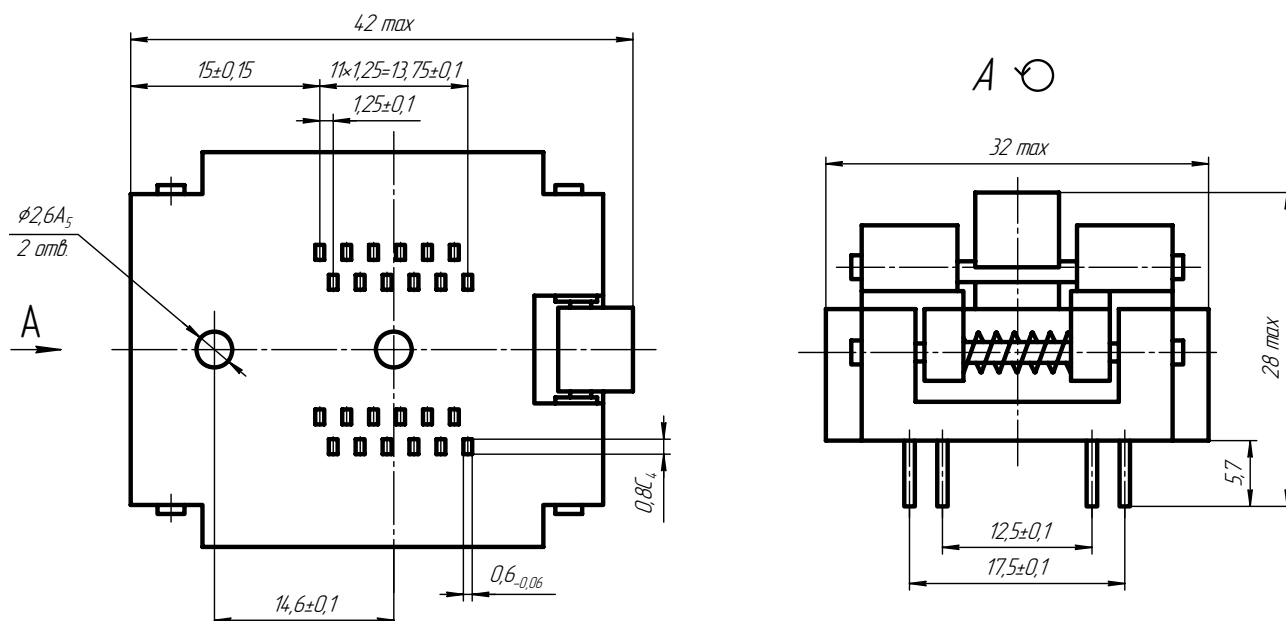 42 max
15±0,15
11×1,25=13,75±0,1
1,25±0,1
⌀2,6A₅
2 отв.
A
0,8C₄
0,6₋₀,₀₆
14,6±0,1
A
32 max
28 max
5,7
12,5±0,1
17,5±0,1